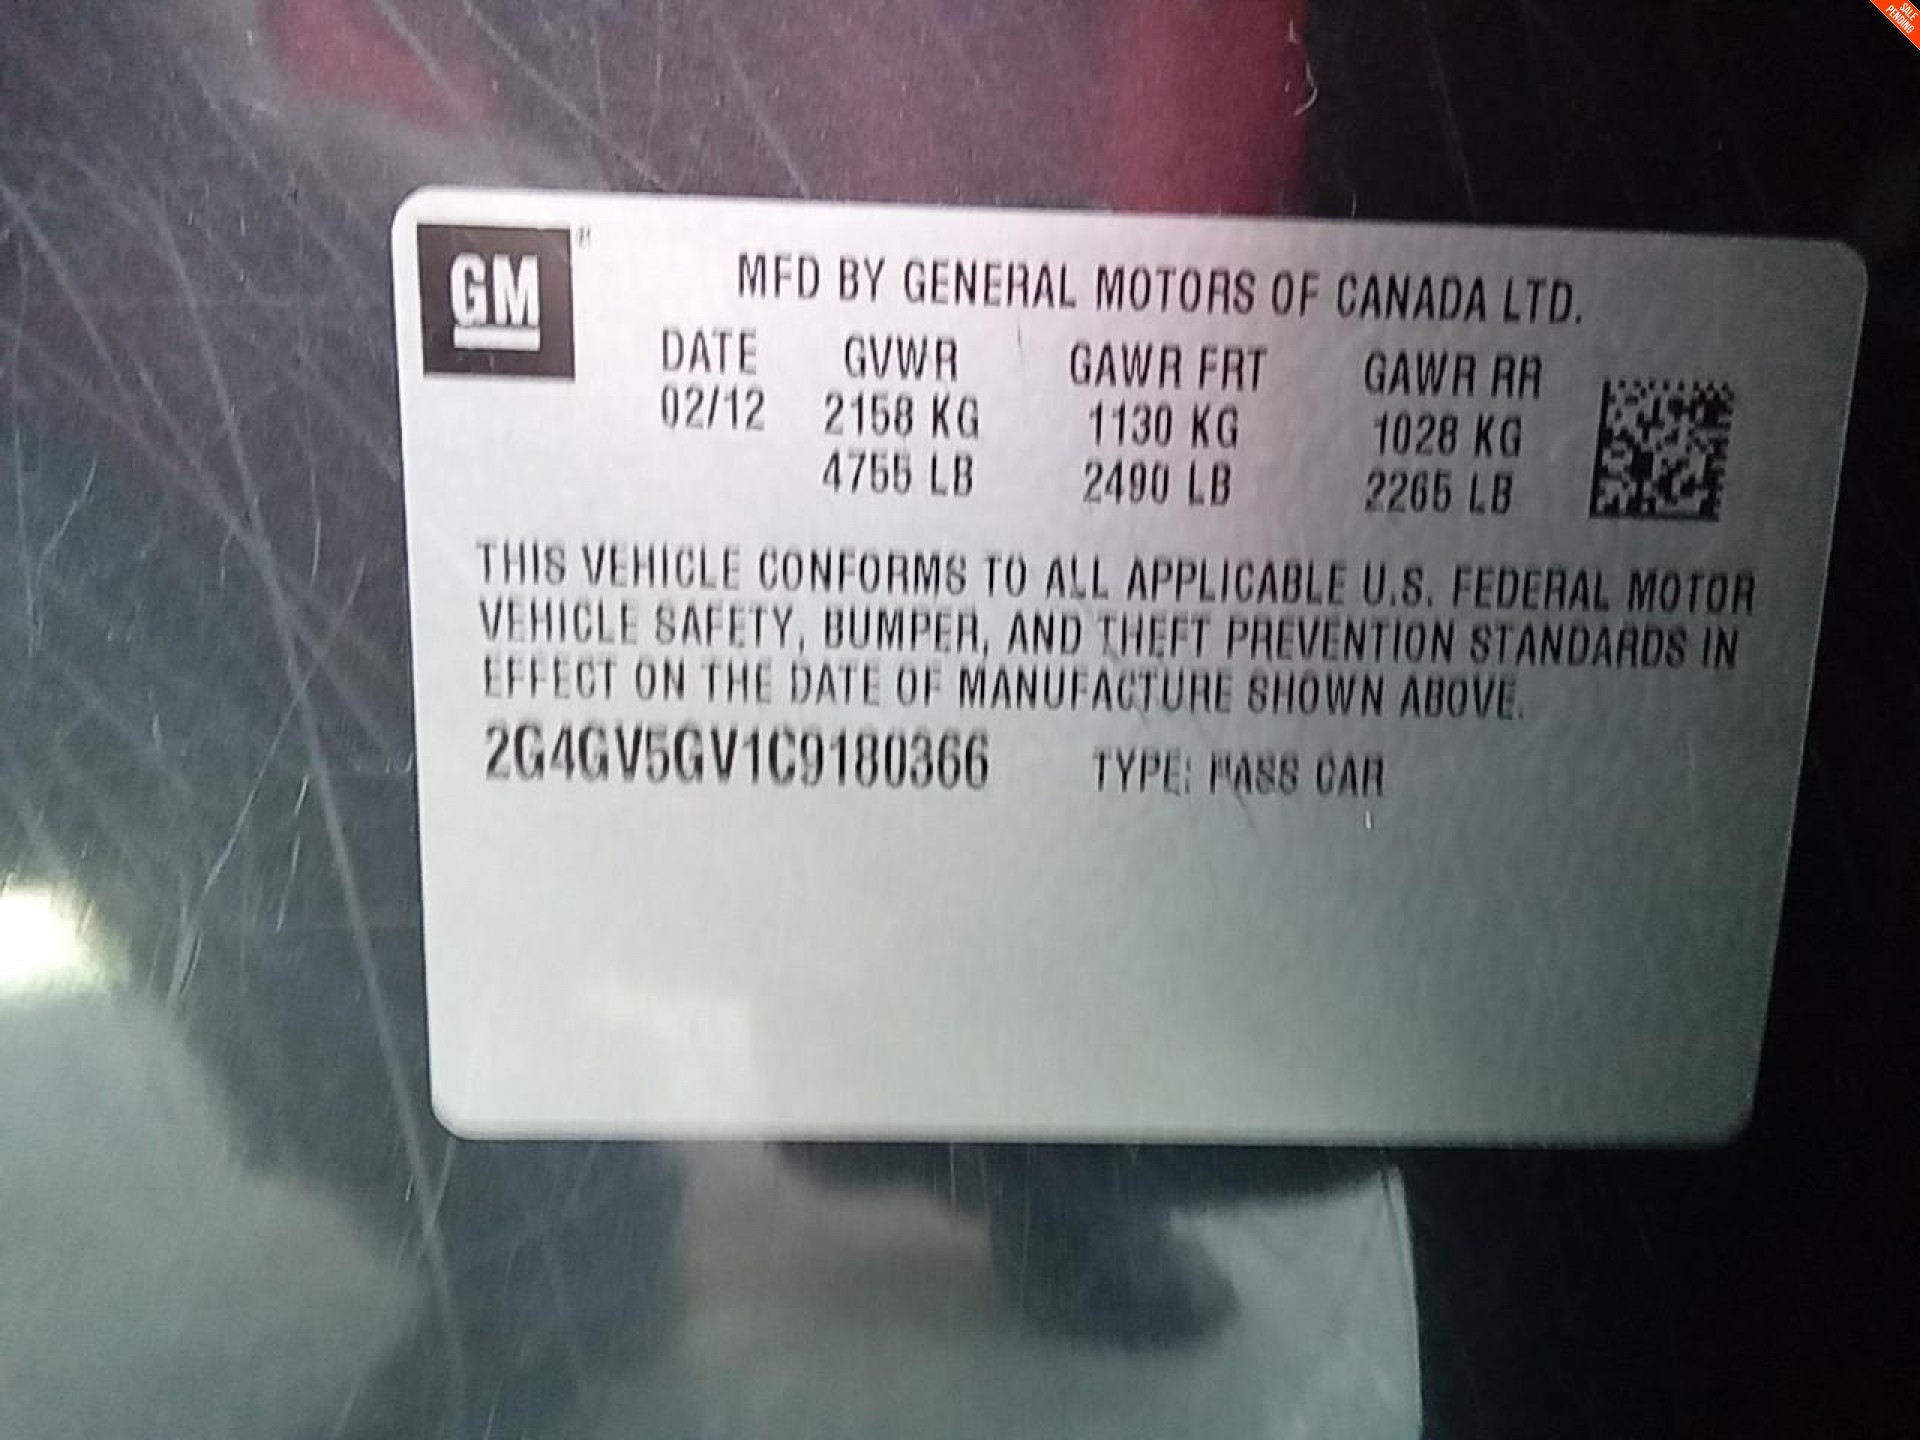 SALE
PENDING
GM®
MFD BY GENERAL MOTORS OF CANADA LTD.
DATE GVWR GAWR FRT GAWR RR
02/12 2158 KG 1130 KG 1028 KG
4755 LB 2490 LB 2265 LB
THIS VEHICLE CONFORMS TO ALL APPLICABLE U.S. FEDERAL MOTOR
VEHICLE SAFETY, BUMPER, AND THEFT PREVENTION STANDARDS IN
EFFECT ON THE DATE OF MANUFACTURE SHOWN ABOVE.
2G4GV5GV1C9180366 TYPE: PASS CAR